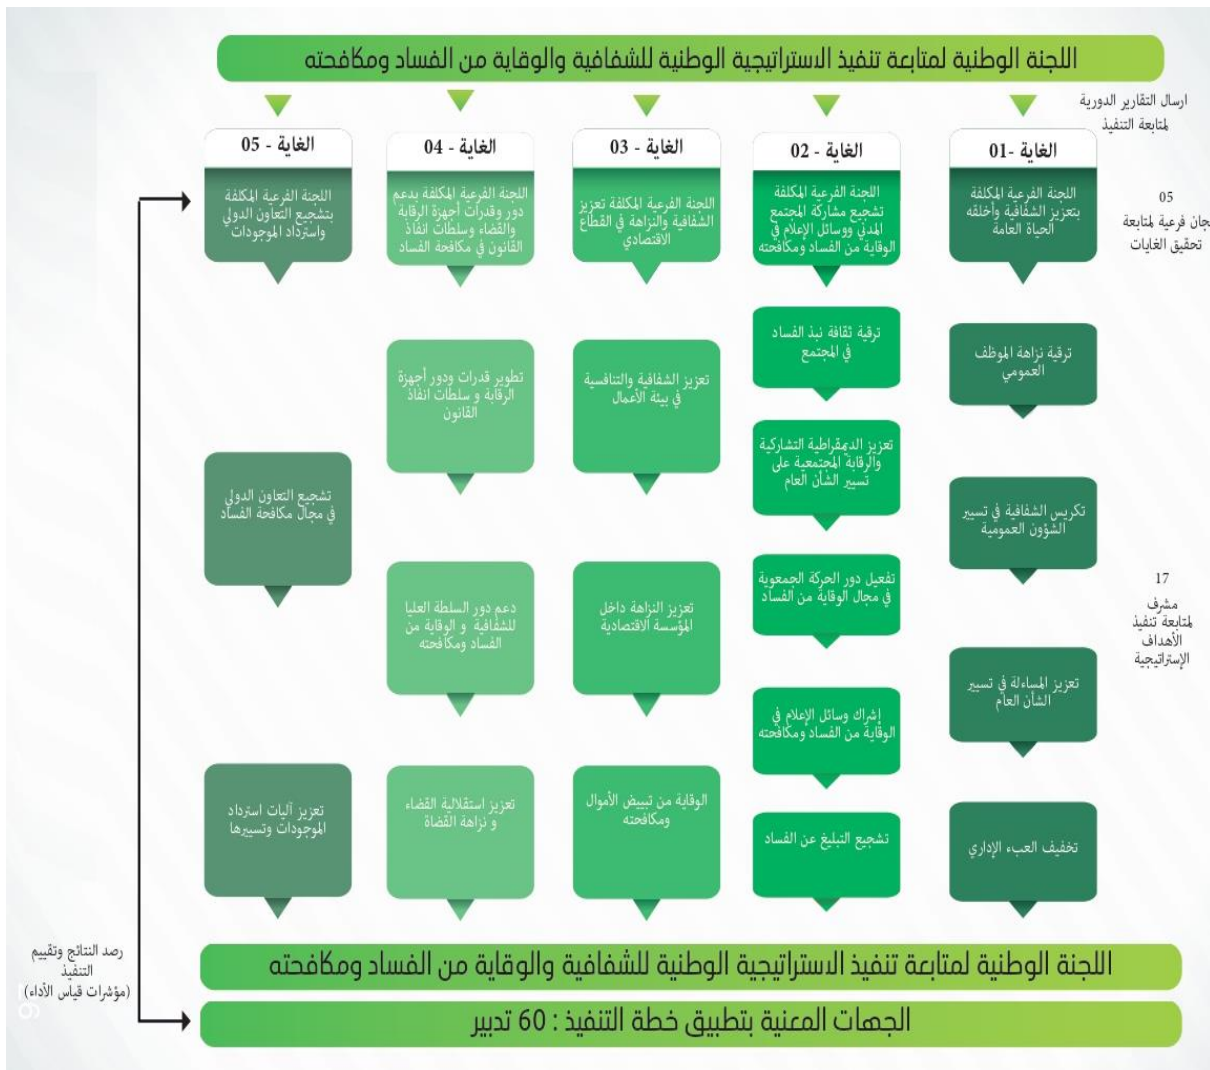 اللجنة الوطنية لمتابعة تنفيذ الاستراتيجية الوطنية للشفافية والوقاية من الفساد ومكافحته
ارسال التقارير الدورية
لمتابعة التنفيذ
الغاية -01
اللجنة الفرعية المكلفة
بتعزيز الشفافية وأخلقه
الحياة العامة
الغاية - 02
اللجنة الفرعية المكلفة
تشجيع مشاركة المجتمع
المدني ووسائل الإعلام في
الوقاية من الفساد ومكافحته
الغاية - 03
اللجنة الفرعية المكلفة تعزيز
الشفافية والنزاهة في القطاع
الاقتصادي
الغاية - 04
اللجنة الفرعية المكلفة بدعم
دور وقدرات أجهزة الرقابة
والقضاء وسلطات انفاذ
القانون في مكافحة الفساد
الغاية - 05
اللجنة الفرعية المكلفة
بتشجيع التعاون الدولي
واسترداد الموجودات
05
جان فرعية لمتابعة
تحقيق الغايات
ترقية نزاهة الموظف
العمومي
تكريس الشفافية في تسيير
الشؤون العمومية
تعزيز المساءلة في تسيير
الشأن العام
تخفيف العبء الإداري
ترقية ثقافة نبذ الفساد
في المجتمع
تعزيز الديمقراطية التشاركية
والرقابة المجتمعية على
تسيير الشأن العام
تفعيل دور الحركة الجمعوية
في مجال الوقاية من الفساد
إشراك وسائل الإعلام في
الوقاية من الفساد ومكافحته
تشجيع التبليغ عن الفساد
تعزيز الشفافية والتنافسية
في بيئة الأعمال
تعزيز النزاهة داخل
المؤسسة الاقتصادية
الوقاية من تبييض الأموال
ومكافحته
تطوير قدرات ودور أجهزة
الرقابة و سلطات انفاذ
القانون
دعم دور السلطة العليا
للشفافية و الوقاية من
الفساد ومكافحته
تعزيز استقلالية القضاء
و نزاهة القضاة
تشجيع التعاون الدولي
في مجال مكافحة الفساد
تعزيز آليات استرداد
الموجودات وتسييرها
17
مشرف
لمتابعة تنفيذ
الأهداف
الإستراتيجية
رصد النتائج وتقييم
التنفيذ
(مؤشرات قياس الأداء)
اللجنة الوطنية لمتابعة تنفيذ الاستراتيجية الوطنية للشفافية والوقاية من الفساد ومكافحته
الجهات المعنية بتطبيق خطة التنفيذ : 60 تدبير